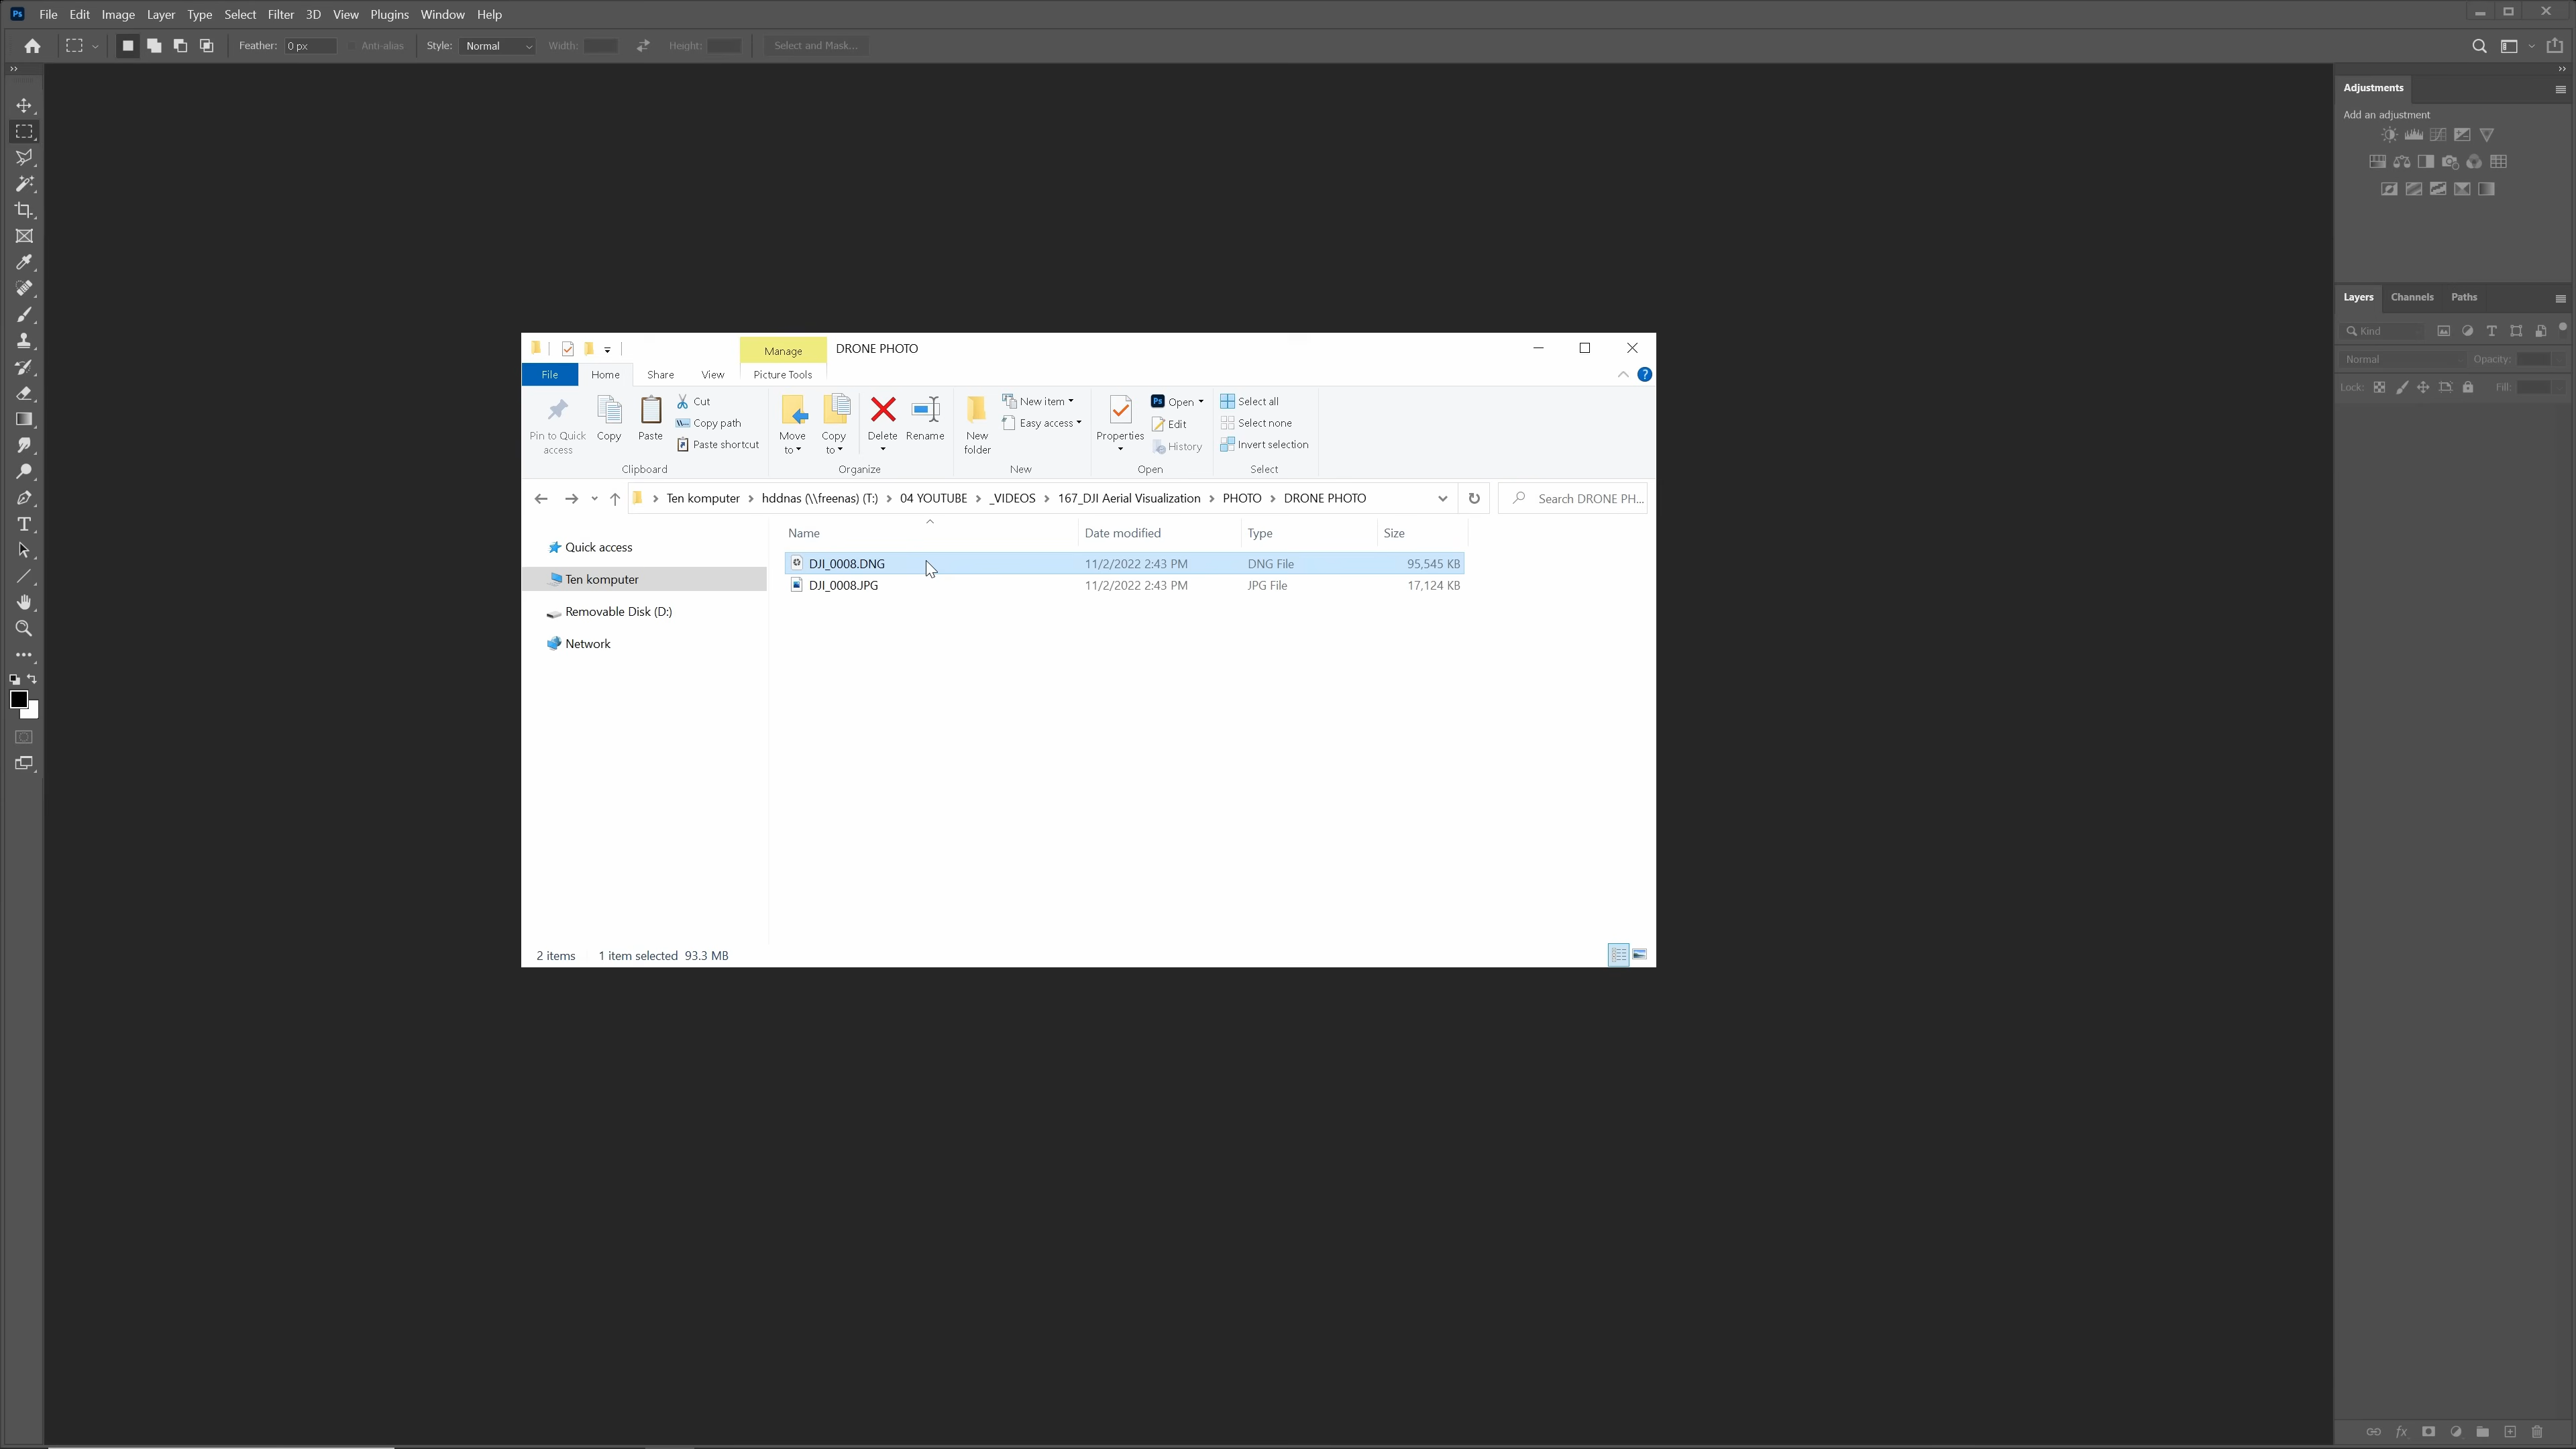 Ps File Edit Image Layer Type Select Filter 3D View Plugins Window Help
Feather: 0 px Anti-alias Style: Normal Width: Height: Select and Mask...
Adjustments
Add an adjustment
Layers Channels Paths
Kind
Normal Opacity:
Lock: Fill:
Manage DRONE PHOTO
File Home Share View Picture Tools
Pin to Quick access
Copy
Paste
Cut
Copy path
Paste shortcut
Clipboard
Move to
Copy to
Delete
Rename
Organize
New folder
New item
Easy access
New
Properties
Open
Edit
History
Open
Select all
Select none
Invert selection
Select
Ten komputer > hddnas (\\freenas) (T:) > 04 YOUTUBE > _VIDEOS > 167_DJI Aerial Visualization > PHOTO > DRONE PHOTO
Search DRONE PH...
Quick access
Ten komputer
Removable Disk (D:)
Network
Name Date modified Type Size
DJI_0008.DNG 11/2/2022 2:43 PM DNG File 95,545 KB
DJI_0008.JPG 11/2/2022 2:43 PM JPG File 17,124 KB
2 items 1 item selected 93.3 MB